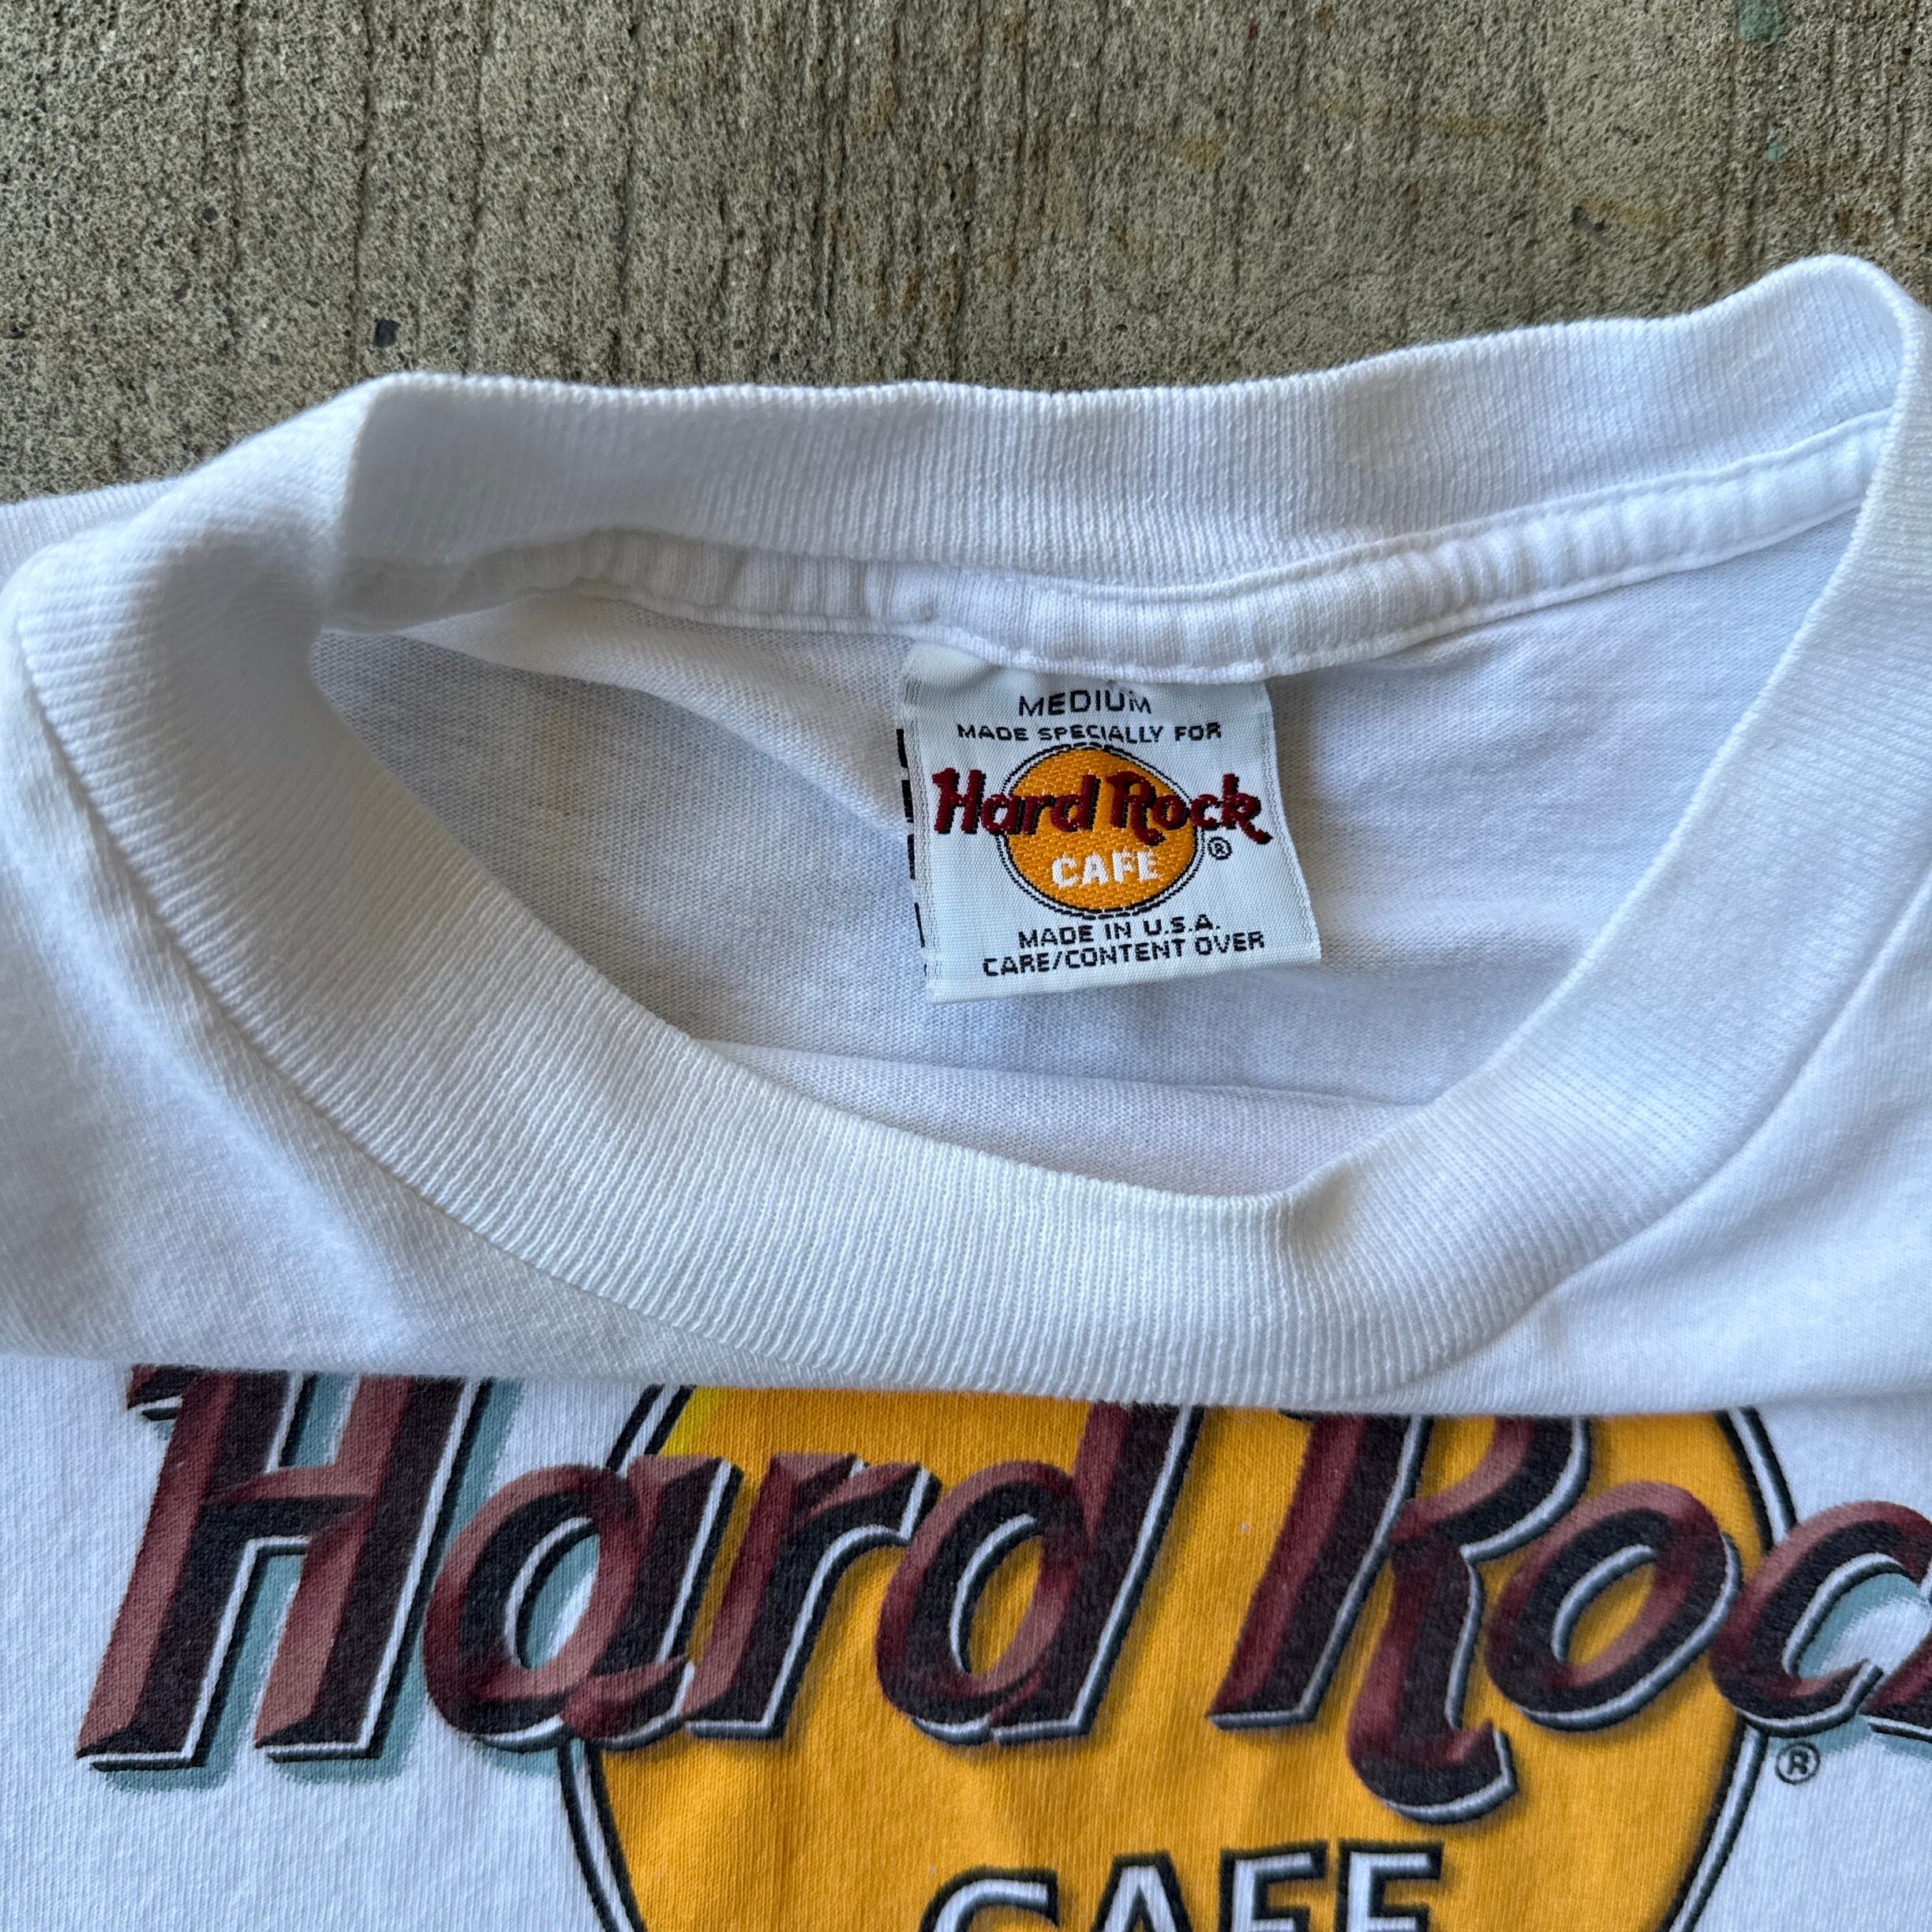 MEDIUM
MADE SPECIALLY FOR
Hard Rock
CAFE ®
MADE IN U.S.A.
CARE/CONTENT OVER
Hard Roc
®
CAFE